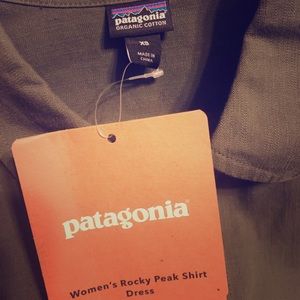 patagonia
ORGANIC COTTON
XS
MADE IN
CHINA
patagonia
Women's Rocky Peak Shirt
Dress